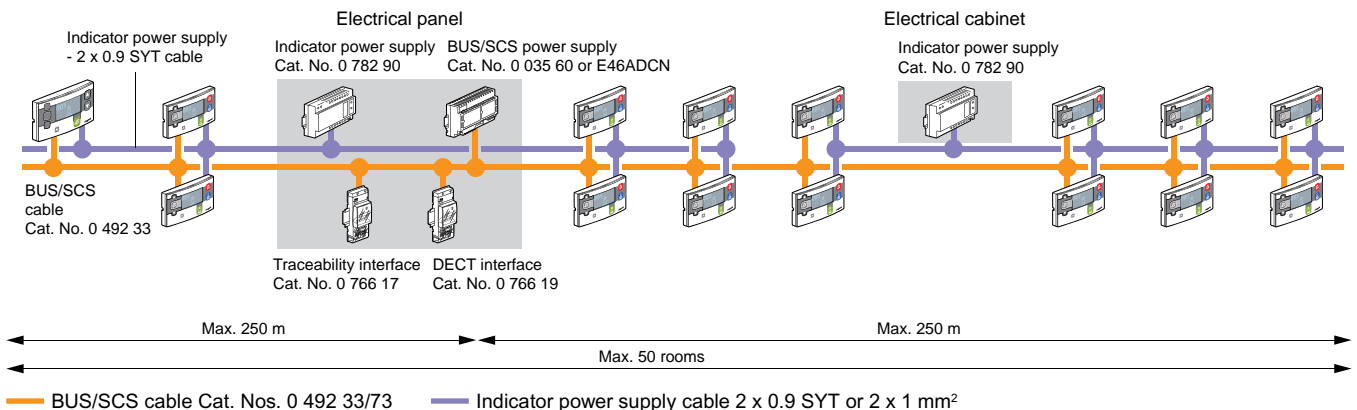 Electrical panel
Electrical cabinet
Indicator power supply
- 2 x 0.9 SYT cable
Indicator power supply
Cat. No. 0 782 90
BUS/SCS power supply
Cat. No. 0 035 60 or E46ADCN
Indicator power supply
Cat. No. 0 782 90
BUS/SCS
cable
Cat. No. 0 492 33
Traceability interface
Cat. No. 0 766 17
DECT interface
Cat. No. 0 766 19
Max. 250 m
Max. 250 m
Max. 50 rooms
BUS/SCS cable Cat. Nos. 0 492 33/73
Indicator power supply cable 2 x 0.9 SYT or 2 x 1 mm²